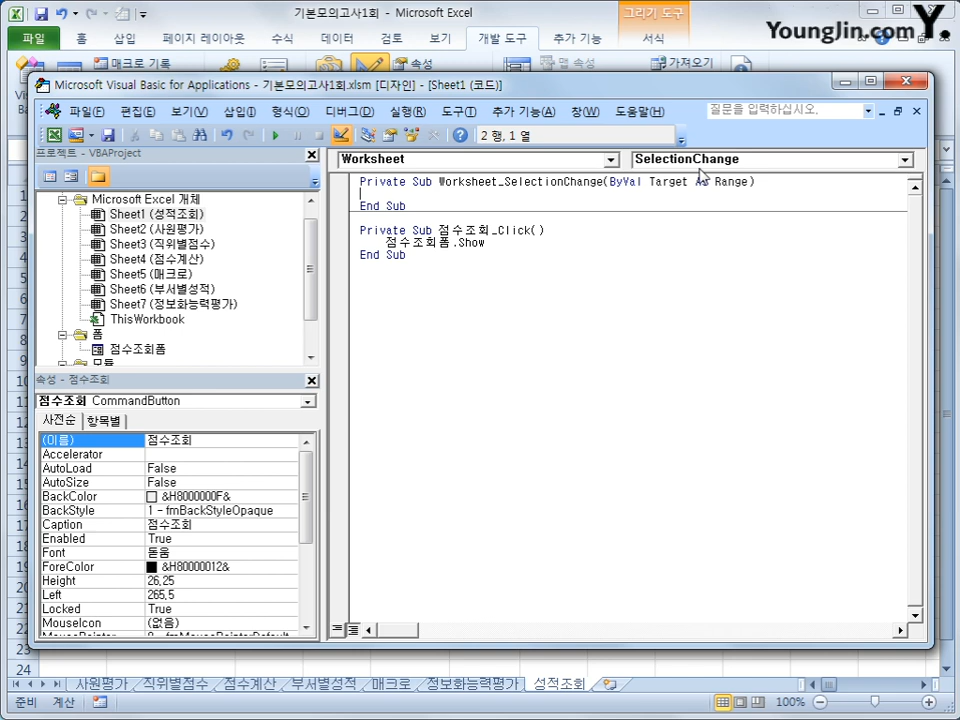 기본모의고사1회 - Microsoft Excel
그리기 도구
Younglin.com Y.
파일 홈 삽입 페이지 레이아웃 수식 데이터 검토 보기 개발 도구 추가 기능 서식
매크로 기록 속성 맵 속성 가져오기
Microsoft Visual Basic for Applications - 기본모의고사1회.xlsm [디자인] - [Sheet1 (코드)]
파일(F) 편집(E) 보기(V) 삽입(I) 형식(O) 디버그(D) 실행(R) 도구(T) 추가 기능(A) 창(W) 도움말(H) 질문을 입력하십시오.
2 행, 1 열
프로젝트 - VBAProject
Worksheet SelectionChange
Microsoft Excel 개체
Sheet1 (성적조회)
Sheet2 (사원평가)
Sheet3 (직위별점수)
Sheet4 (점수계산)
Sheet5 (매크로)
Sheet6 (부서별성적)
Sheet7 (정보화능력평가)
ThisWorkbook
폼
점수조회폼
모듈
Private Sub Worksheet_SelectionChange(ByVal Target As Range)
End Sub
Private Sub 점수조회_Click()
점수조회폼.Show
End Sub
속성 - 점수조회
점수조회 CommandButton
사전순 항목별
(이름) 점수조회
Accelerator
AutoLoad False
AutoSize False
BackColor &H8000000F&
BackStyle 1 - fmBackStyleOpaque
Caption 점수조회
Enabled True
Font 돋움
ForeColor &H80000012&
Height 26,25
Left 265,5
Locked True
MouseIcon (없음)
MousePointer 0 - fmMousePointerDefault
23
24
사원평가 직위별점수 점수계산 부서별성적 매크로 정보화능력평가 성적조회
준비 계산 100%